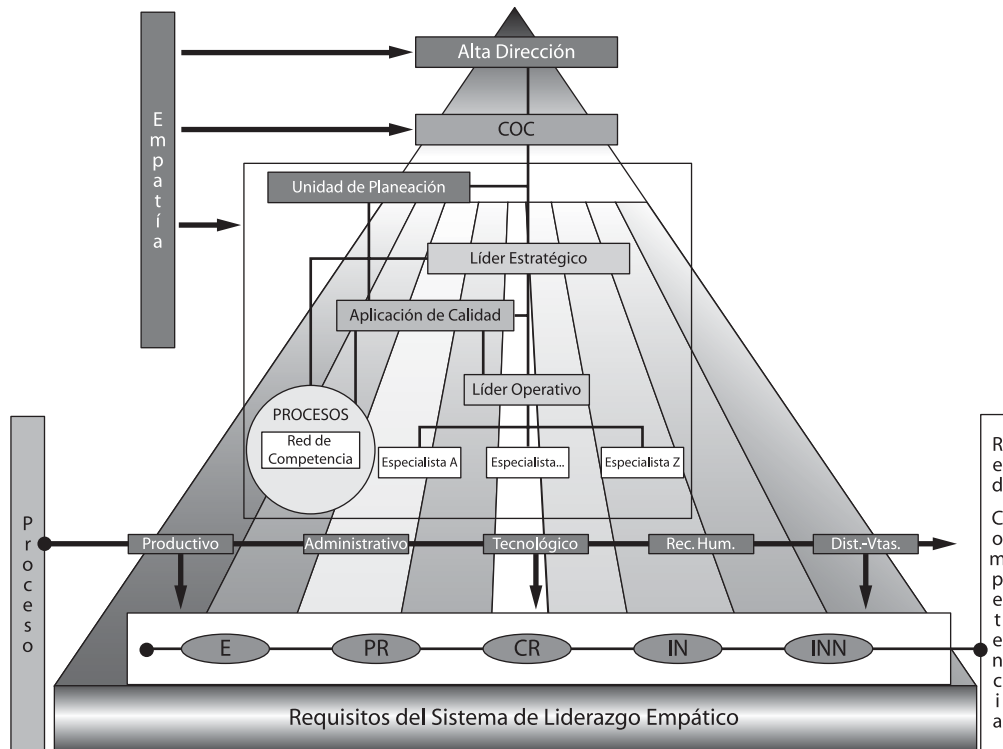 Alta Dirección
Empatía
COC
Unidad de Planeación
Líder Estratégico
Aplicación de Calidad
Líder Operativo
PROCESOS
Red de
Competencia
Especialista A
Especialista...
Especialista Z
Proceso
Productivo
Administrativo
Tecnológico
Rec. Hum.
Dist.-Vtas.
Red Competencia
E
PR
CR
IN
INN
Requisitos del Sistema de Liderazgo Empático